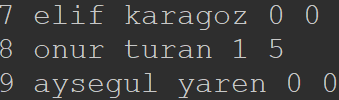 7 elif karagoz 0 0
8 onur turan 1 5
9 aysegul yaren 0 0